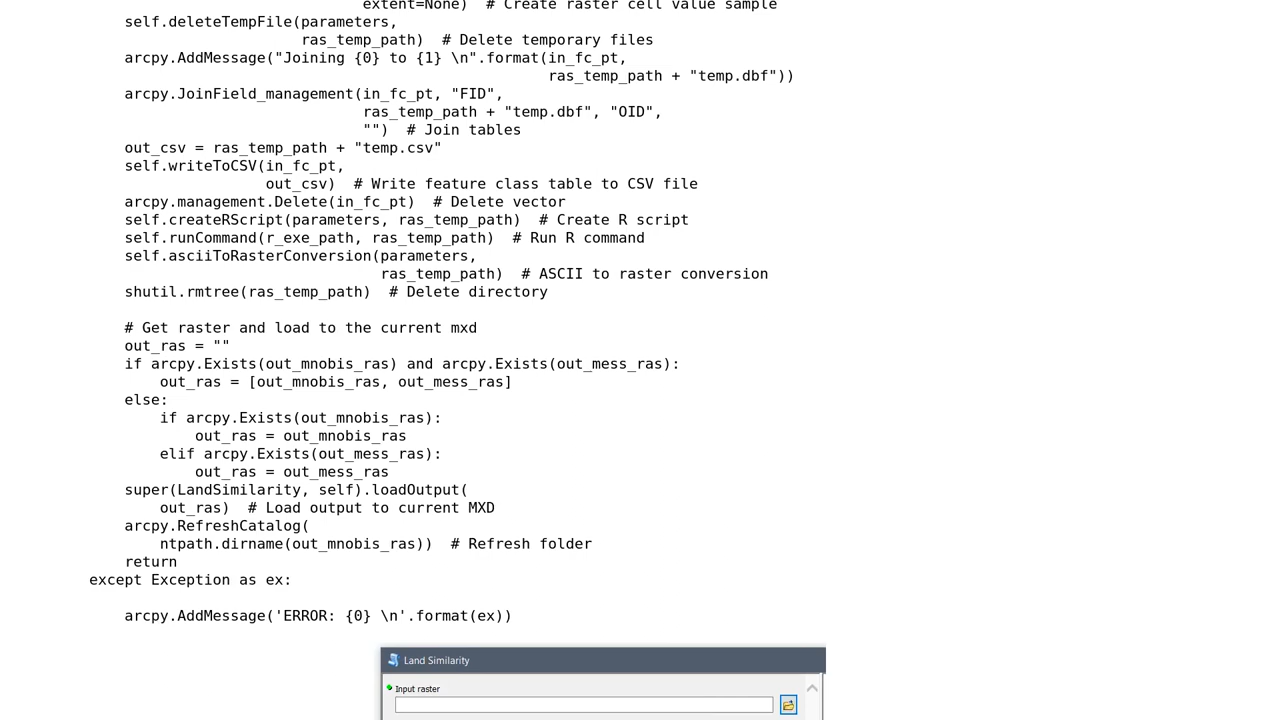 extent=None)  # Create raster cell value sample
self.deleteTempFile(parameters,
ras_temp_path)  # Delete temporary files
arcpy.AddMessage("Joining {0} to {1} \n".format(in_fc_pt,
ras_temp_path + "temp.dbf"))
arcpy.JoinField_management(in_fc_pt, "FID",
ras_temp_path + "temp.dbf", "OID",
"")  # Join tables
out_csv = ras_temp_path + "temp.csv"
self.writeToCSV(in_fc_pt,
out_csv)  # Write feature class table to CSV file
arcpy.management.Delete(in_fc_pt)  # Delete vector
self.createRScript(parameters, ras_temp_path)  # Create R script
self.runCommand(r_exe_path, ras_temp_path)  # Run R command
self.asciiToRasterConversion(parameters,
ras_temp_path)  # ASCII to raster conversion
shutil.rmtree(ras_temp_path)  # Delete directory
# Get raster and load to the current mxd
out_ras = ""
if arcpy.Exists(out_mnobis_ras) and arcpy.Exists(out_mess_ras):
out_ras = [out_mnobis_ras, out_mess_ras]
else:
if arcpy.Exists(out_mnobis_ras):
out_ras = out_mnobis_ras
elif arcpy.Exists(out_mess_ras):
out_ras = out_mess_ras
super(LandSimilarity, self).loadOutput(
out_ras)  # Load output to current MXD
arcpy.RefreshCatalog(
ntpath.dirname(out_mnobis_ras))  # Refresh folder
return
except Exception as ex:
arcpy.AddMessage('ERROR: {0} \n'.format(ex))
Land Similarity
Input raster